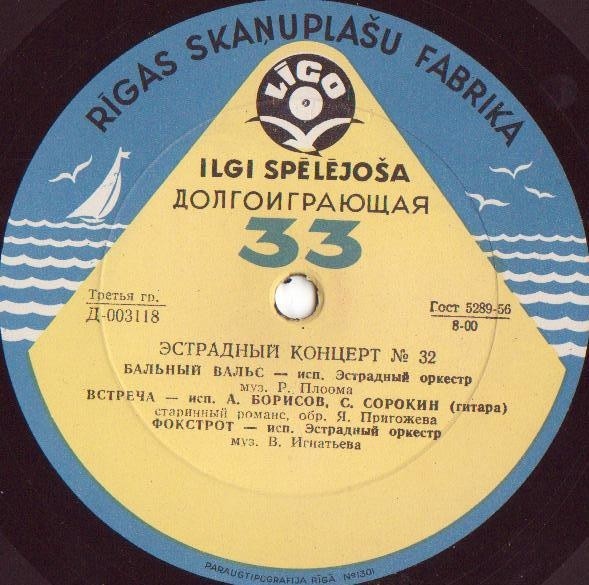 RĪGAS SKAŅUPLAŠU FABRIKA
LĪGO
ILGI SPĒLĒJOŠA
ДОЛГОИГРАЮЩАЯ
33
Третья гр.
Д-003118
Гост 5289-56
8-00
ЭСТРАДНЫЙ КОНЦЕРТ № 32
БАЛЬНЫЙ ВАЛЬС — исп. Эстрадный оркестр
муз. Р. Плоома
ВСТРЕЧА — исп. А. БОРИСОВ, С. СОРОКИН (гитара)
старинный романс, обр. Я. Пригожева
ФОКСТРОТ — исп. Эстрадный оркестр
муз. В. Игнатьева
PARAUGTIPOGRAFIJA RĪGĀ №1301